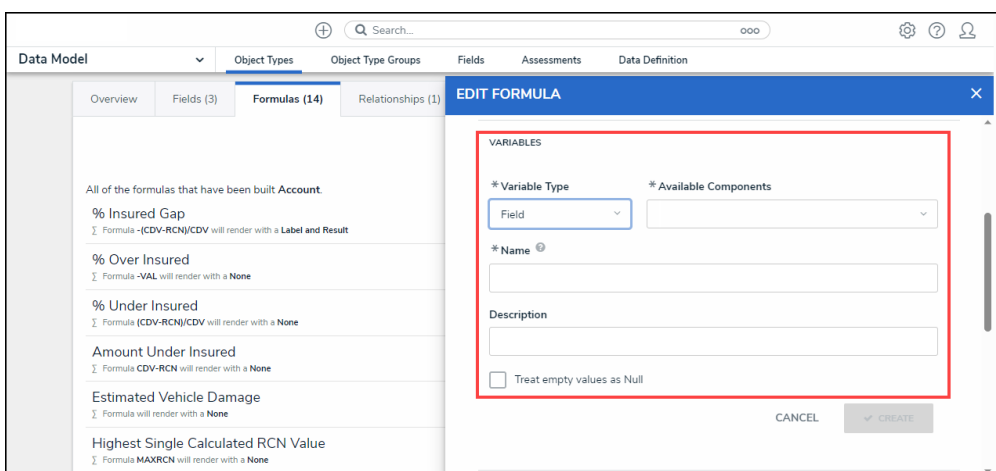 Search...
Data Model
Object Types
Object Type Groups
Fields
Assessments
Data Definition
Overview
Fields (3)
Formulas (14)
Relationships (1)
All of the formulas that have been built Account.
% Insured Gap
∑ Formula -(CDV-RCN)/CDV will render with a Label and Result
% Over Insured
∑ Formula -VAL will render with a None
% Under Insured
∑ Formula (CDV-RCN)/CDV will render with a None
Amount Under Insured
∑ Formula CDV-RCN will render with a None
Estimated Vehicle Damage
∑ Formula will render with a None
Highest Single Calculated RCN Value
∑ Formula MAXRCN will render with a None
EDIT FORMULA
VARIABLES
* Variable Type
* Available Components
Field
* Name
Description
Treat empty values as Null
CANCEL
CREATE